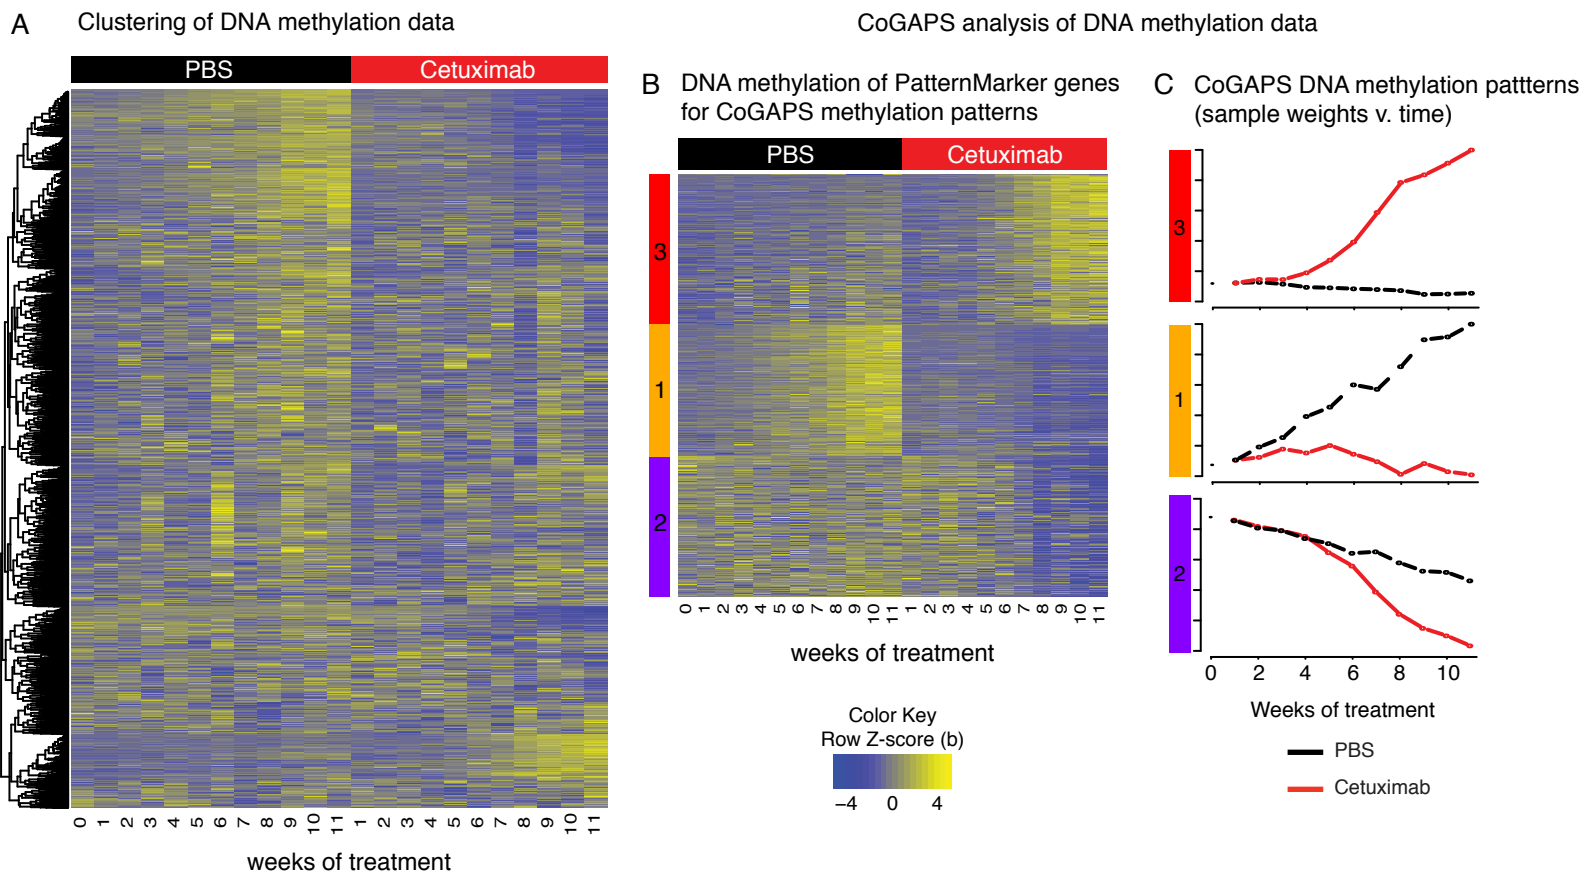 A
Clustering of DNA methylation data
CoGAPS analysis of DNA methylation data
PBS
Cetuximab
0 1 2 3 4 5 6 7 8 9 10 11 1 2 3 4 5 6 7 8 9 10 11
weeks of treatment
B
DNA methylation of PatternMarker genes
for CoGAPS methylation patterns
PBS
Cetuximab
3
1
2
0 1 2 3 4 5 6 7 8 9 10 11 1 2 3 4 5 6 7 8 9 10 11
weeks of treatment
Color Key
Row Z-score (b)
−4 0 4
C
CoGAPS DNA methylation pattterns
(sample weights v. time)
3
1
2
0 2 4 6 8 10
Weeks of treatment
PBS
Cetuximab